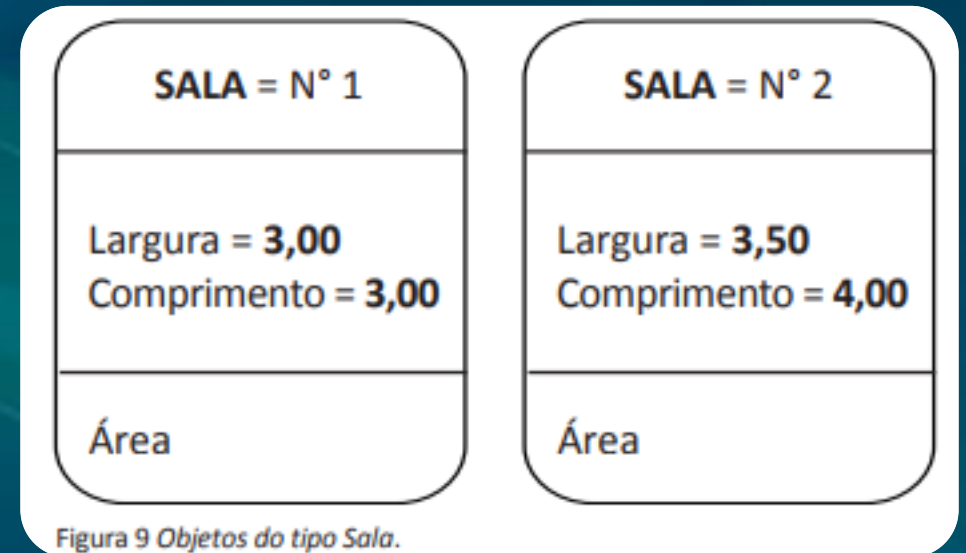 SALA = N° 1
Largura = 3,00
Comprimento = 3,00
Área
SALA = N° 2
Largura = 3,50
Comprimento = 4,00
Área
Figura 9 Objetos do tipo Sala.